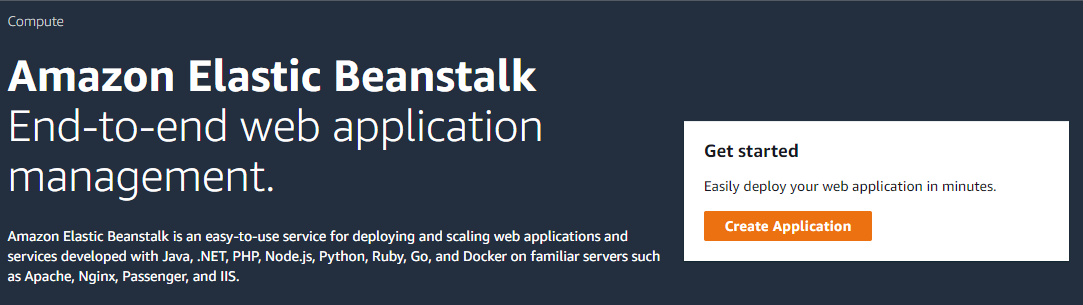 Compute
Amazon Elastic Beanstalk
End-to-end web application
management.
Amazon Elastic Beanstalk is an easy-to-use service for deploying and scaling web applications and
services developed with Java, .NET, PHP, Node.js, Python, Ruby, Go, and Docker on familiar servers such
as Apache, Nginx, Passenger, and IIS.
Get started
Easily deploy your web application in minutes.
Create Application